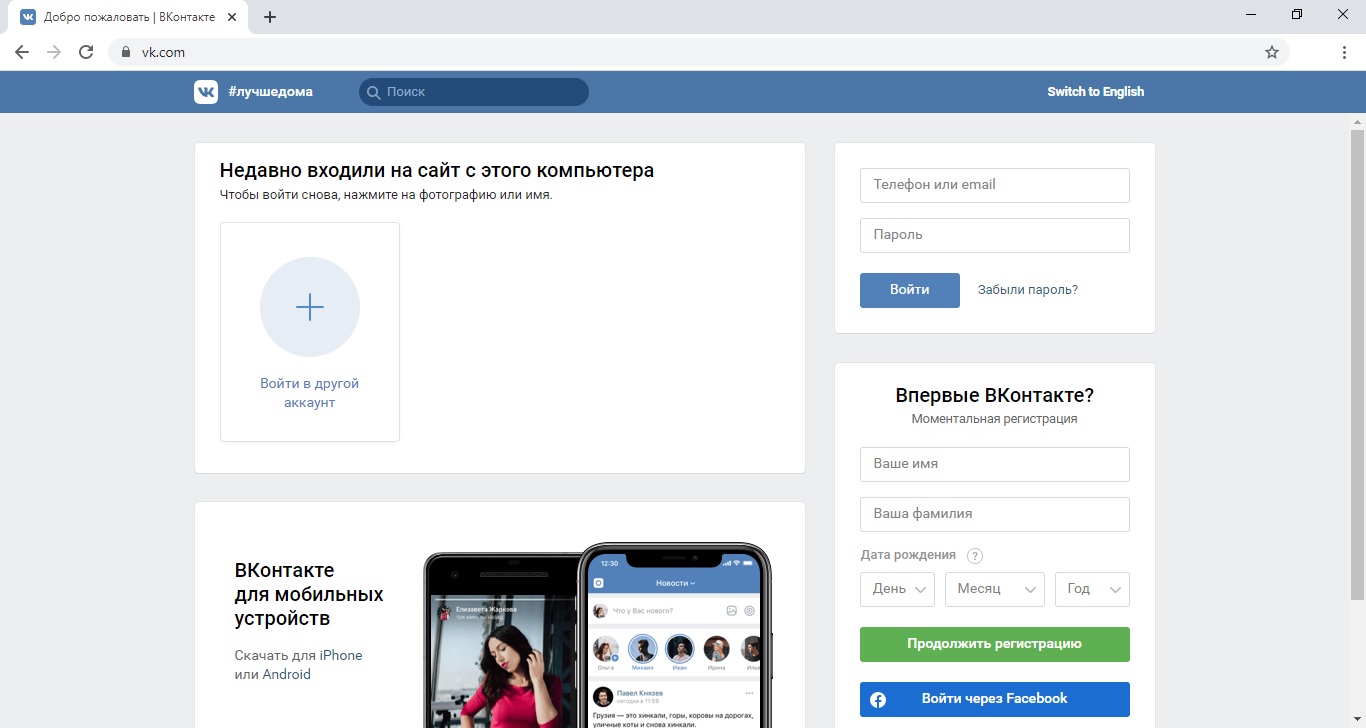 Добро пожаловать | ВКонтакте
vk.com
#лучшедома
Поиск
Switch to English
Недавно входили на сайт с этого компьютера
Чтобы войти снова, нажмите на фотографию или имя.
Войти в другой
аккаунт
Телефон или email
Пароль
Войти
Забыли пароль?
Впервые ВКонтакте?
Моментальная регистрация
Ваше имя
Ваша фамилия
Дата рождения ?
День
Месяц
Год
Продолжить регистрацию
Войти через Facebook
ВКонтакте
для мобильных
устройств
Скачать для iPhone
или Android
Елизавета Жаркова
12:30
Новости
Что у Вас нового?
Ольга Михаил Иван Ирина
Павел Князев
сегодня в 11:59
Грузия — это хинкали, горы, коровы на дорогах,
уличные коты и снова хинкали.